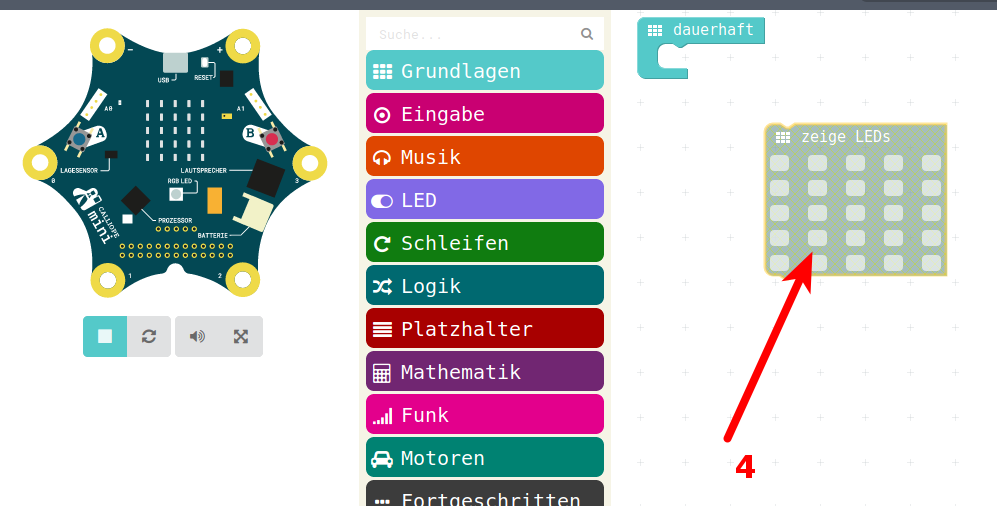 USB
RESET
A0
A1
A
B
LAGESENSOR
LAUTSPRECHER
RGB LED
0
3
CALLIOPE
mini
PROZESSOR
BATTERIE
1
2
Suche...
Grundlagen
Eingabe
Musik
LED
Schleifen
Logik
Platzhalter
Mathematik
Funk
Motoren
Fortgeschritten
dauerhaft
zeige LEDs
4